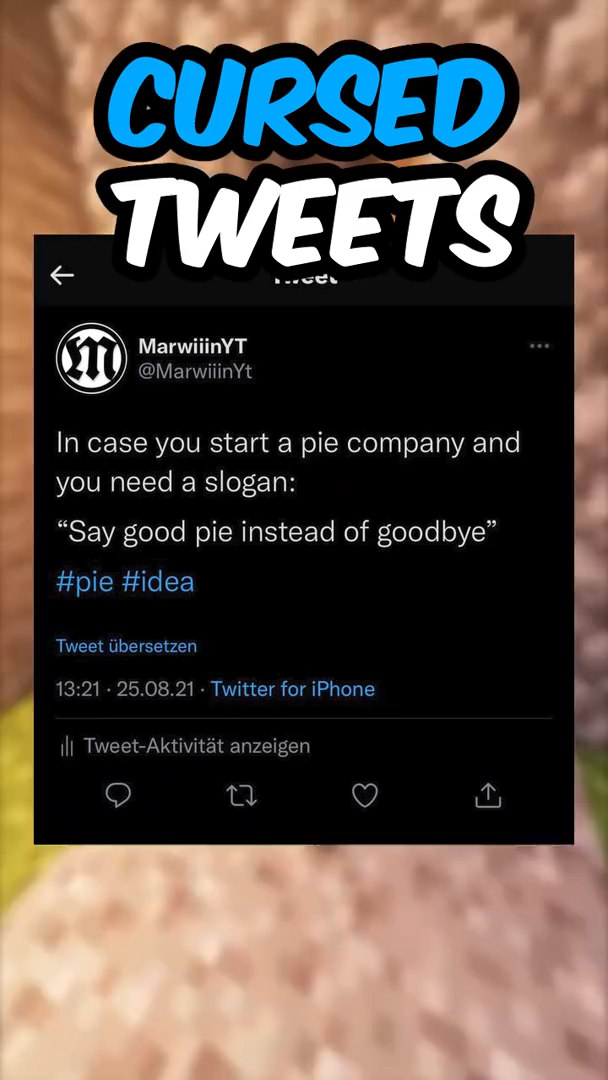 CURSED
TWEETS
Tweet
MarwiiinYT
@MarwiiinYt
In case you start a pie company and
you need a slogan:
“Say good pie instead of goodbye”
#pie #idea
Tweet übersetzen
13:21 · 25.08.21 · Twitter for iPhone
Tweet-Aktivität anzeigen